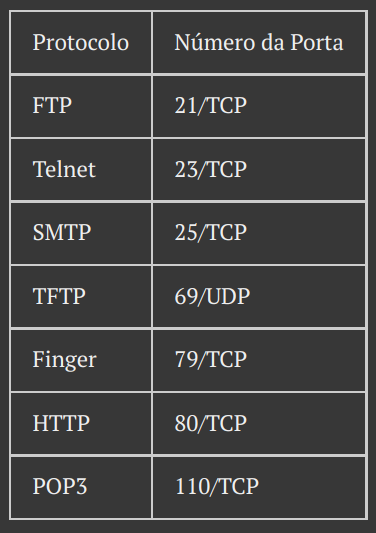 Protocolo Número da Porta
FTP 21/TCP
Telnet 23/TCP
SMTP 25/TCP
TFTP 69/UDP
Finger 79/TCP
HTTP 80/TCP
POP3 110/TCP